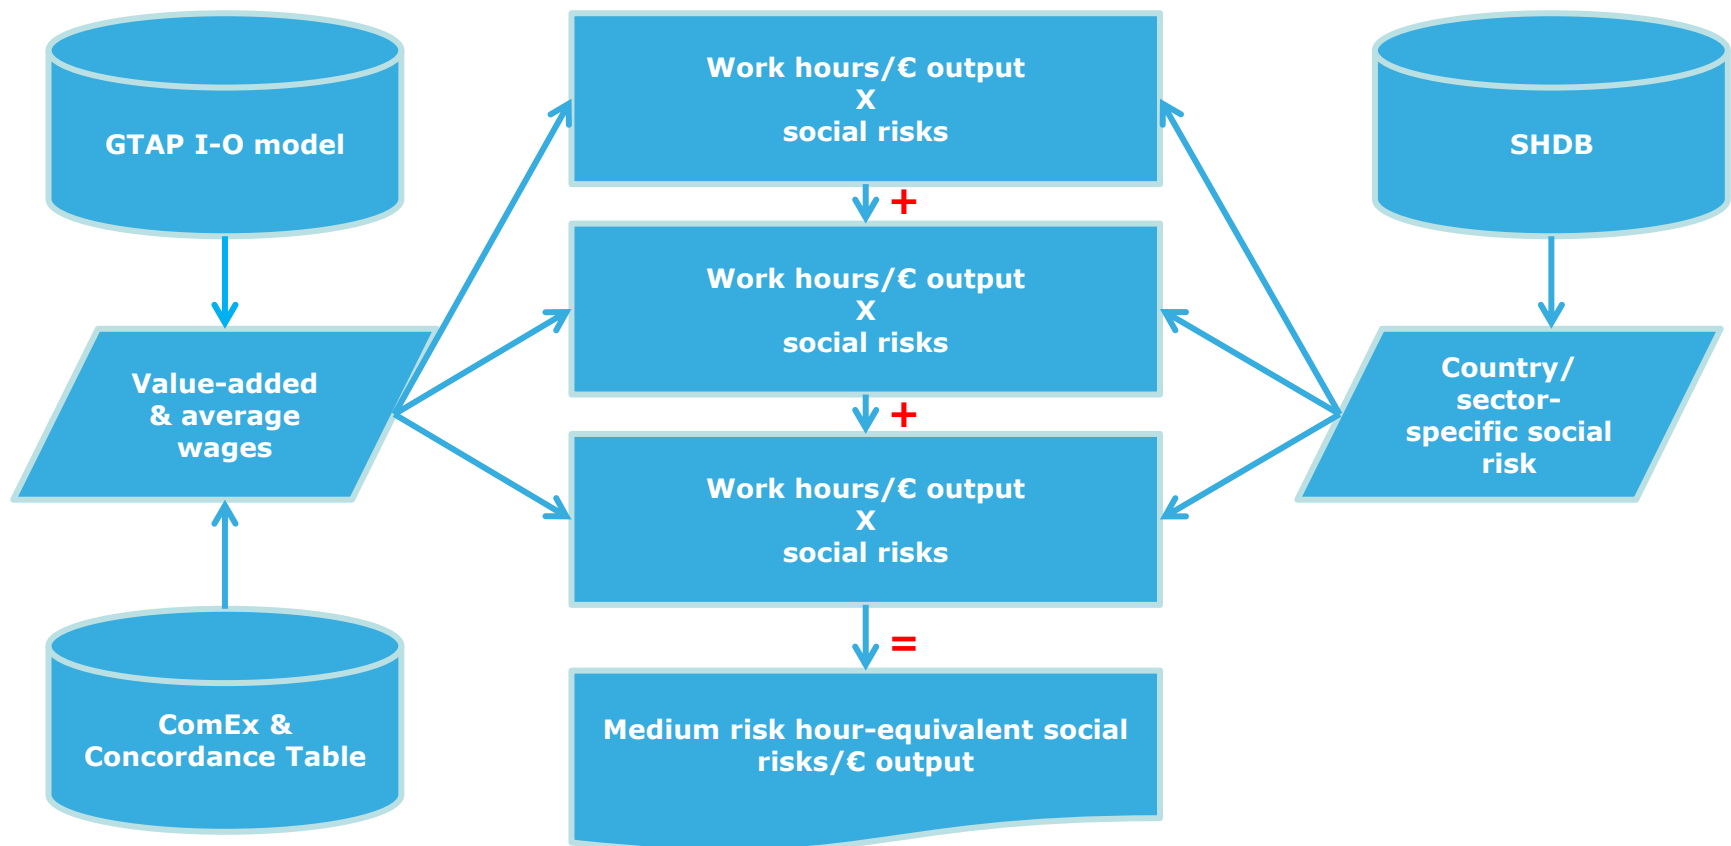 GTAP I-O model
Value-added
& average
wages
ComEx &
Concordance Table
Work hours/€ output
X
social risks
+
Work hours/€ output
X
social risks
+
Work hours/€ output
X
social risks
=
Medium risk hour-equivalent social
risks/€ output
SHDB
Country/
sector-
specific social
risk